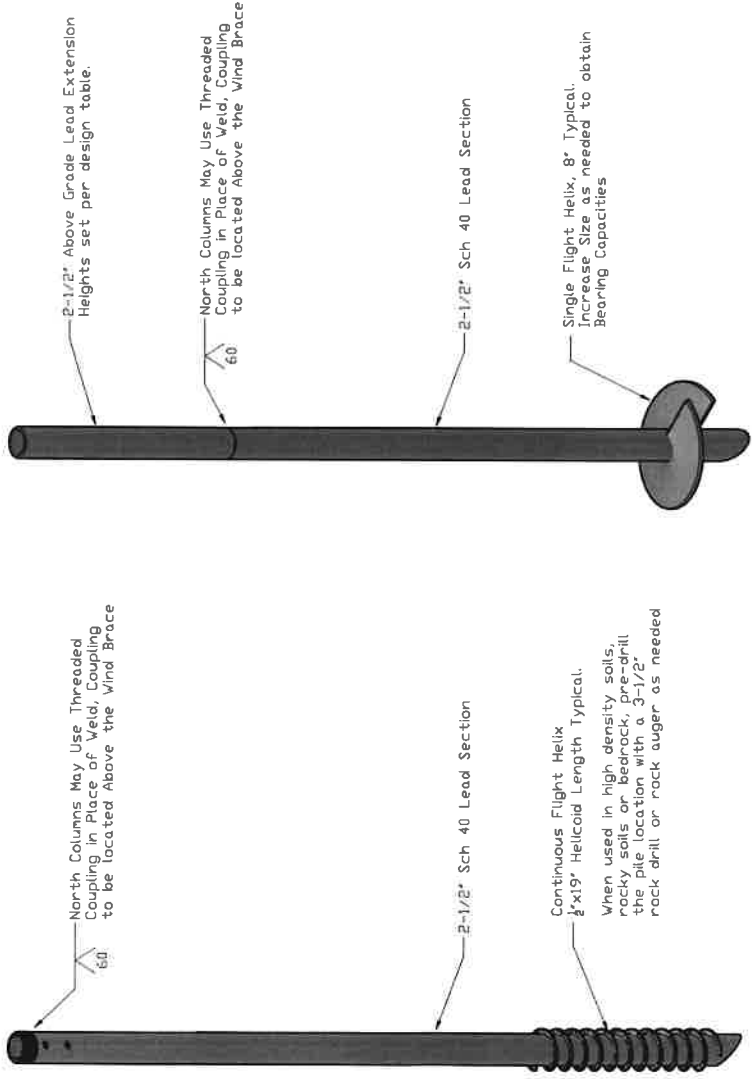 North Columns May Use Threaded
Coupling in Place of Weld, Coupling
to be located Above the Wind Brace
60
2-1/2" Sch 40 Lead Section
Continuous Flight Helix
½"x19" Helicoid Length Typical.
When used in high density soils,
rocky soils or bedrock, pre-drill
the pile location with a 3-1/2"
rock drill or rock auger as needed
2-1/2" Above Grade Lead Extension
Heights set per design table.
North Columns May Use Threaded
Coupling in Place of Weld, Coupling
to be located Above the Wind Brace
60
2-1/2" Sch 40 Lead Section
Single Flight Helix, 8" Typical.
Increase Size as needed to obtain
Bearing Capacities